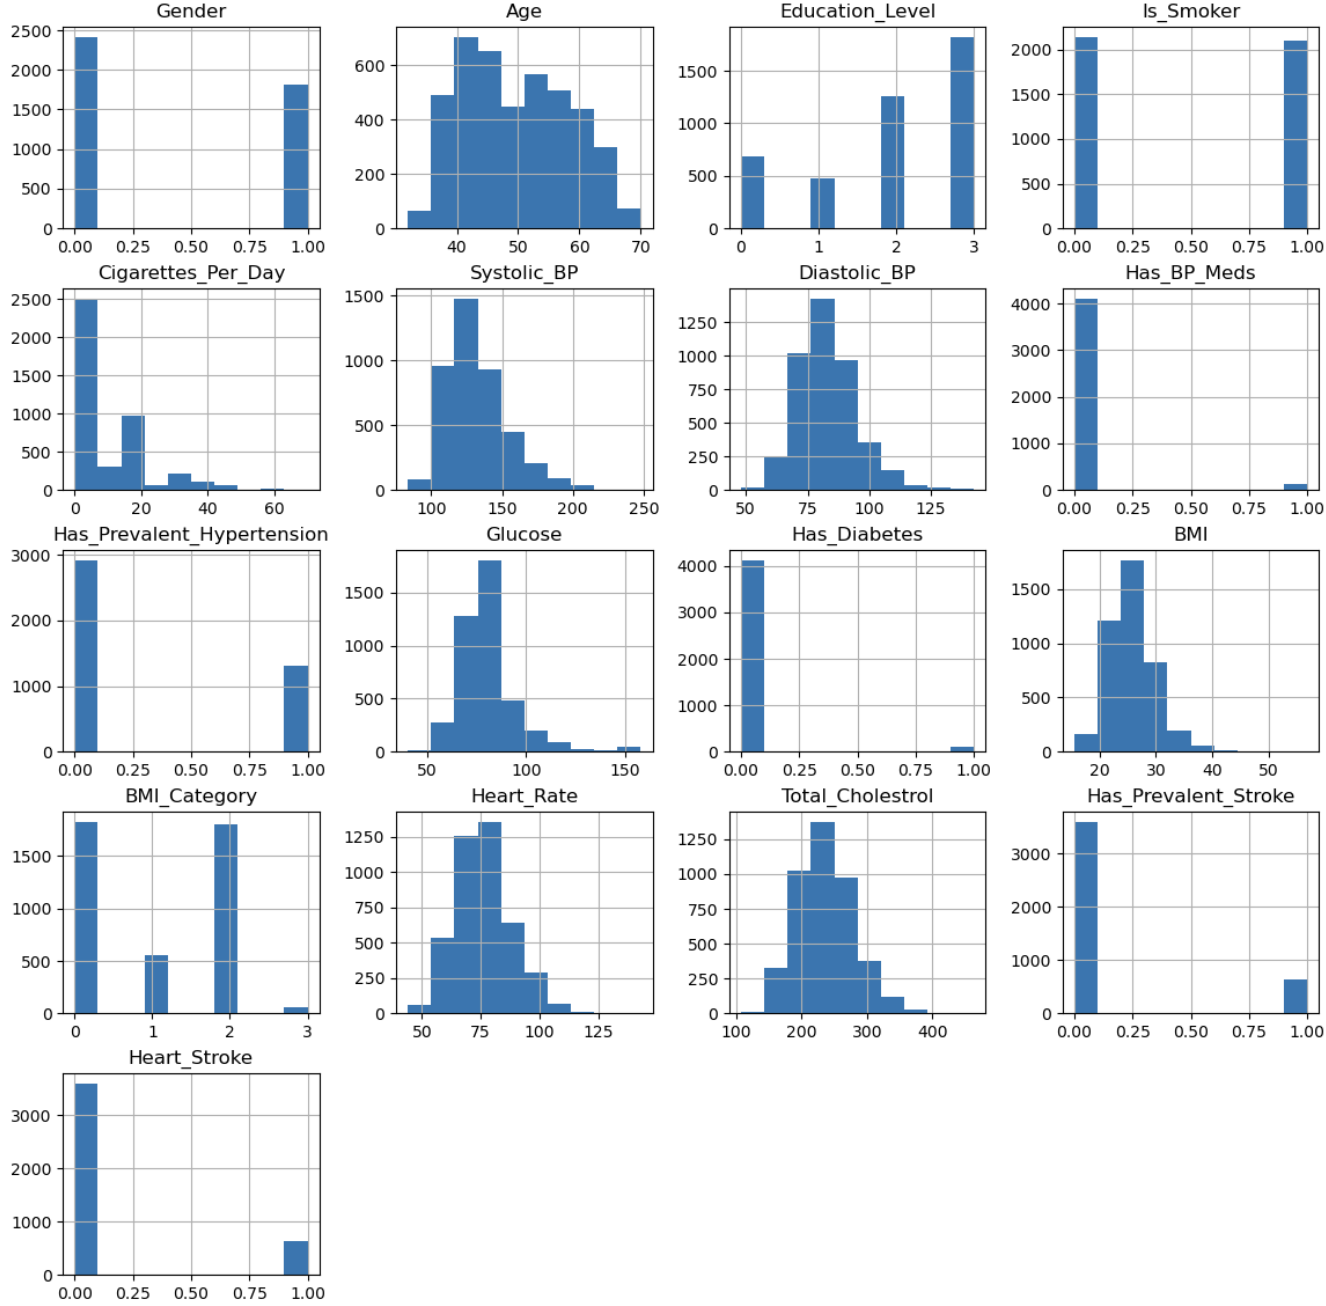 Gender
2500
2000
1500
1000
500
0
0.00 0.25 0.50 0.75 1.00
Age
600
400
200
0
40 50 60 70
Education_Level
1500
1000
500
0
0 1 2 3
Is_Smoker
2000
1500
1000
500
0
0.00 0.25 0.50 0.75 1.00
Cigarettes_Per_Day
2500
2000
1500
1000
500
0
0 20 40 60
Systolic_BP
1500
1000
500
0
100 150 200 250
Diastolic_BP
1250
1000
750
500
250
0
50 75 100 125
Has_BP_Meds
4000
3000
2000
1000
0
0.00 0.25 0.50 0.75 1.00
Has_Prevalent_Hypertension
3000
2000
1000
0
0.00 0.25 0.50 0.75 1.00
Glucose
1500
1000
500
0
50 100 150
Has_Diabetes
4000
3000
2000
1000
0
0.00 0.25 0.50 0.75 1.00
BMI
1500
1000
500
0
20 30 40 50
BMI_Category
1500
1000
500
0
0 1 2 3
Heart_Rate
1250
1000
750
500
250
0
50 75 100 125
Total_Cholestrol
1250
1000
750
500
250
0
100 200 300 400
Has_Prevalent_Stroke
3000
2000
1000
0
0.00 0.25 0.50 0.75 1.00
Heart_Stroke
3000
2000
1000
0
0.00 0.25 0.50 0.75 1.00